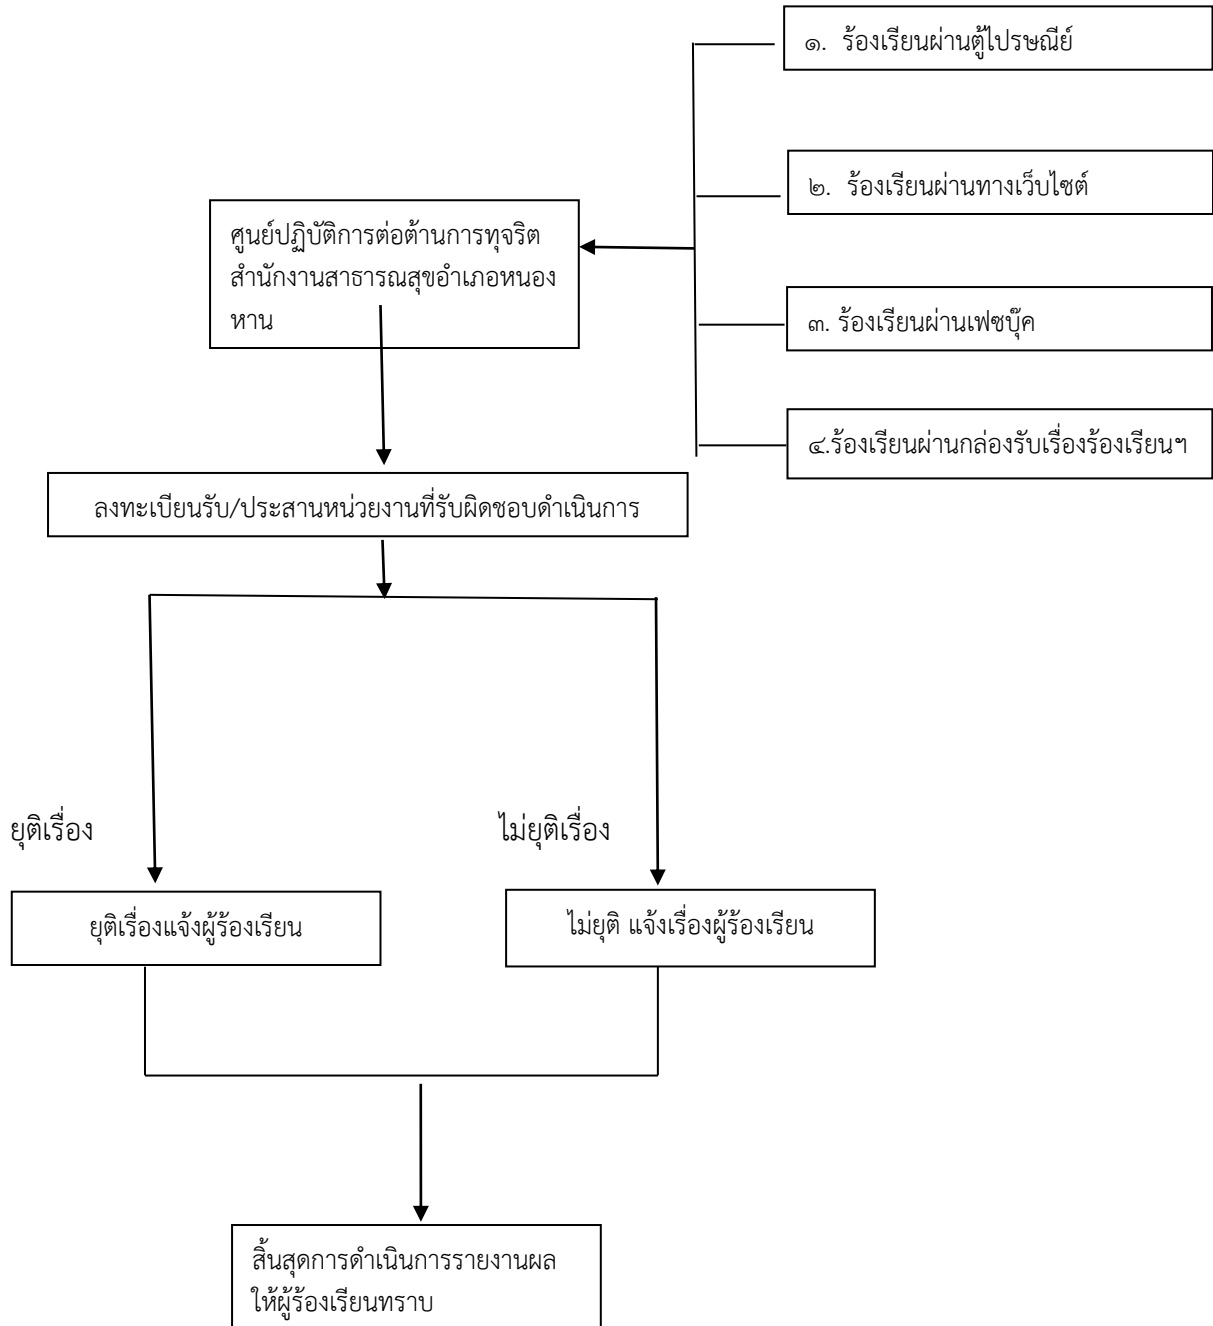 ๑. ร้องเรียนผ่านตู้ไปรษณีย์
๒. ร้องเรียนผ่านทางเว็บไซต์
ศูนย์ปฏิบัติการต่อต้านการทุจริต
สำนักงานสาธารณสุขอำเภอหนอง
หาน
๓. ร้องเรียนผ่านเฟซบุ๊ค
๔.ร้องเรียนผ่านกล่องรับเรื่องร้องเรียนฯ
ลงทะเบียนรับ/ประสานหน่วยงานที่รับผิดชอบดำเนินการ
ยุติเรื่อง
ไม่ยุติเรื่อง
ยุติเรื่องแจ้งผู้ร้องเรียน
ไม่ยุติ แจ้งเรื่องผู้ร้องเรียน
สิ้นสุดการดำเนินการรายงานผล
ให้ผู้ร้องเรียนทราบ